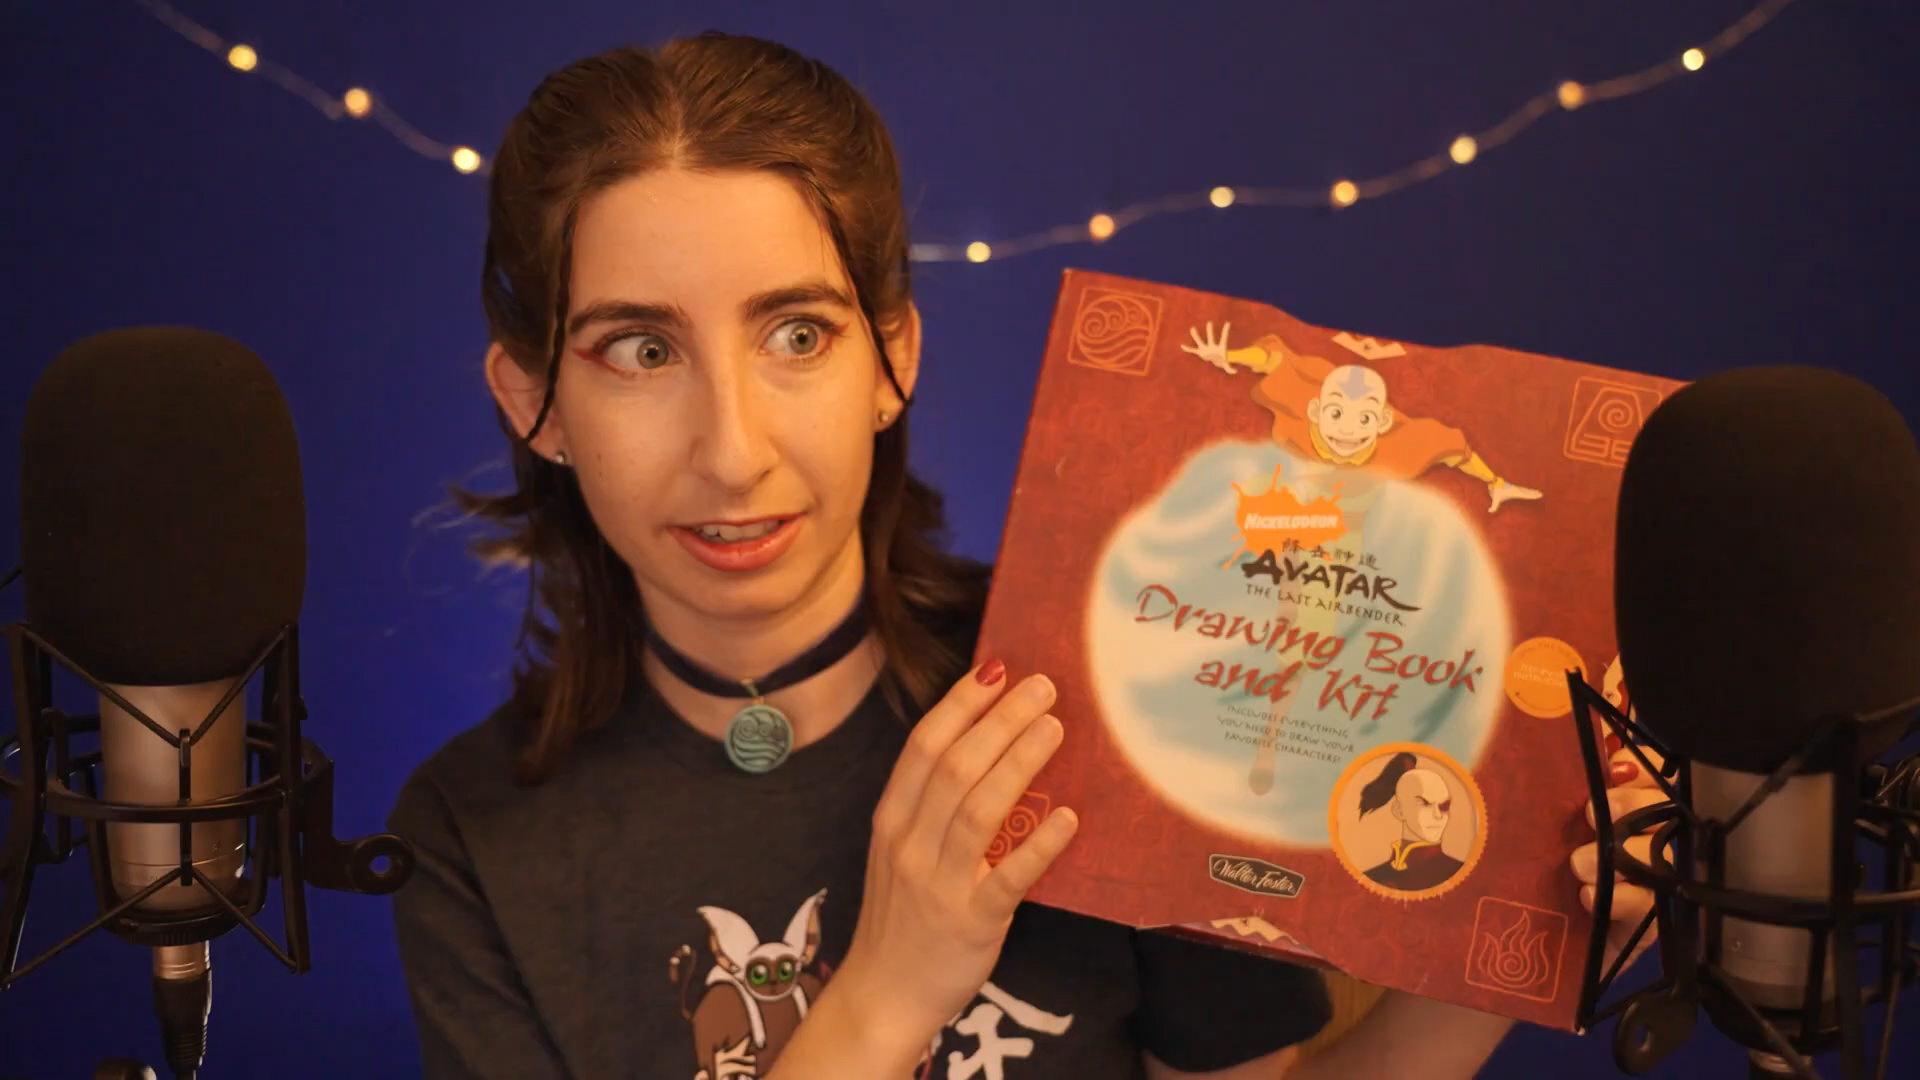 NICKELODEON
降去神通
AVATAR
THE LAST AIRBENDER
Drawing Book
and Kit
INCLUDES EVERYTHING
YOU NEED TO DRAW YOUR
FAVORITE CHARACTERS!
Walter Foster